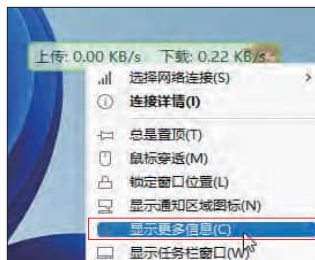 上传: 0.00 KB/s 下载: 0.22 KB/s
选择网络连接(S)
连接详情(I)
总是置顶(T)
鼠标穿透(M)
锁定窗口位置(L)
显示通知区域图标(N)
显示更多信息(C)
显示任务栏窗口(W)